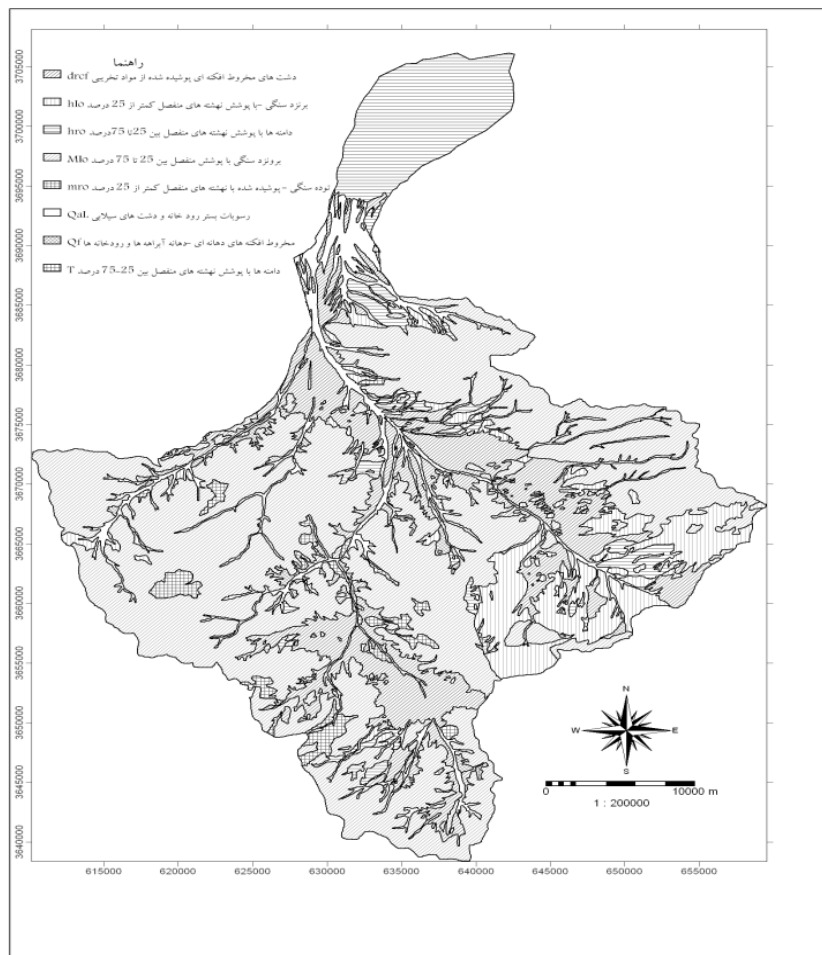 راهنما
دشت های مخروط افکنه ای پوشیده شده از مواد تخریبی drcf
برنزد سنگی -با پوشش نهشته های منفصل کمتر از 25 درصد hlo
دامنه ها با پوشش نهشته های منفصل بین 25تا 75درصد hro
برونزد سنگی با پوشش منفصل بین 25 تا 75 درصد Mlo
توده سنگی - پوشیده شده با نهشته های منفصل کمتر از 25 درصد mro
رسوبات بستر رود خانه و دشت های سیلابی QaL
مخروط افکنه های دهانه ای -دهانه آبراهه ها و رودخانه ها Qf
دامنه ها با پوشش نهشته های منفصل بین 25-75 درصد T
3705000
3700000
3695000
3690000
3685000
3680000
3675000
3670000
3665000
3660000
3655000
3650000
3645000
3640000
N
W E
S
0 10000 m
1 : 200000
615000 620000 625000 630000 635000 640000 645000 650000 655000